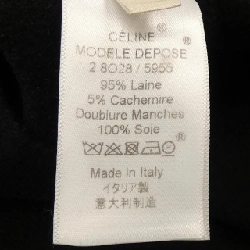 CELINE®
MODELE DEPOSE
2 8O28 / 5955
95% Laine
5% Cachemire
Doublure Manches
100% Soie
Made in Italy
イタリア製
意大利制造